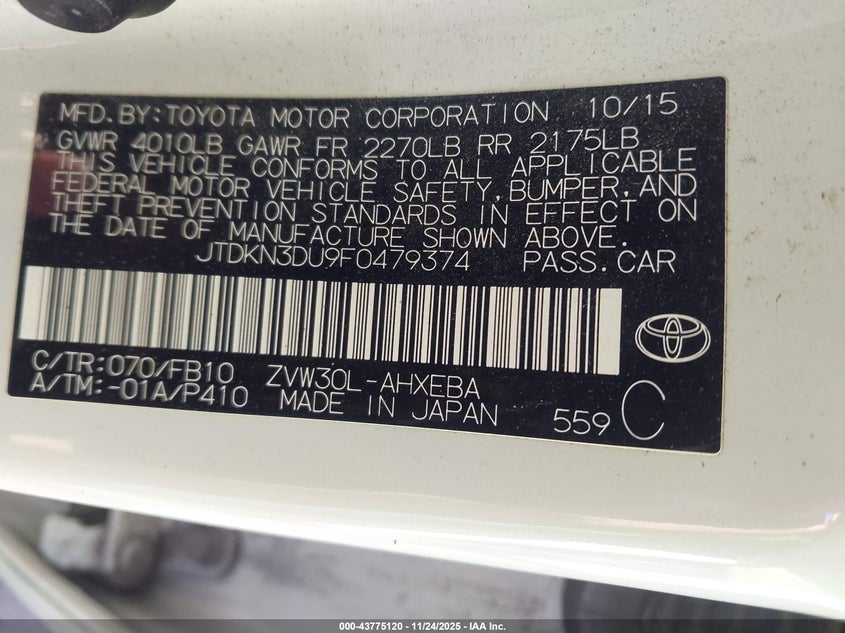 MFD. BY: TOYOTA MOTOR CORPORATION 10/15
GVWR 4010LB GAWR FR 2270LB RR 2175LB
THIS VEHICLE CONFORMS TO ALL APPLICABLE
FEDERAL MOTOR VEHICLE SAFETY, BUMPER, AND
THEFT PREVENTION STANDARDS IN EFFECT ON
THE DATE OF MANUFACTURE SHOWN ABOVE.
JTDKN3DU9F0479374 PASS. CAR
C/TR: 070/FB10 ZVW30L-AHXEBA
A/TM: -01A/P410 MADE IN JAPAN 559 C
000-43775120 - 11/24/2025 - IAA Inc.